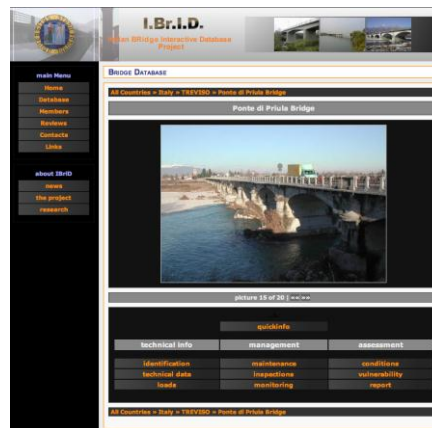 I.Br.I.D.
Italian BRidge Interactive Database
Project
main Menu
Home
Database
Members
Reviews
Contacts
Links
about IBriD
news
the project
research
BRIDGE DATABASE
All Countries » Italy » TREVISO » Ponte di Priula Bridge
Ponte di Priula Bridge
picture 15 of 20 | «« »»
quickinfo
technical info management assessment
identification maintenance conditions
technical data inspections vulnerability
loads monitoring report
All Countries » Italy » TREVISO » Ponte di Priula Bridge